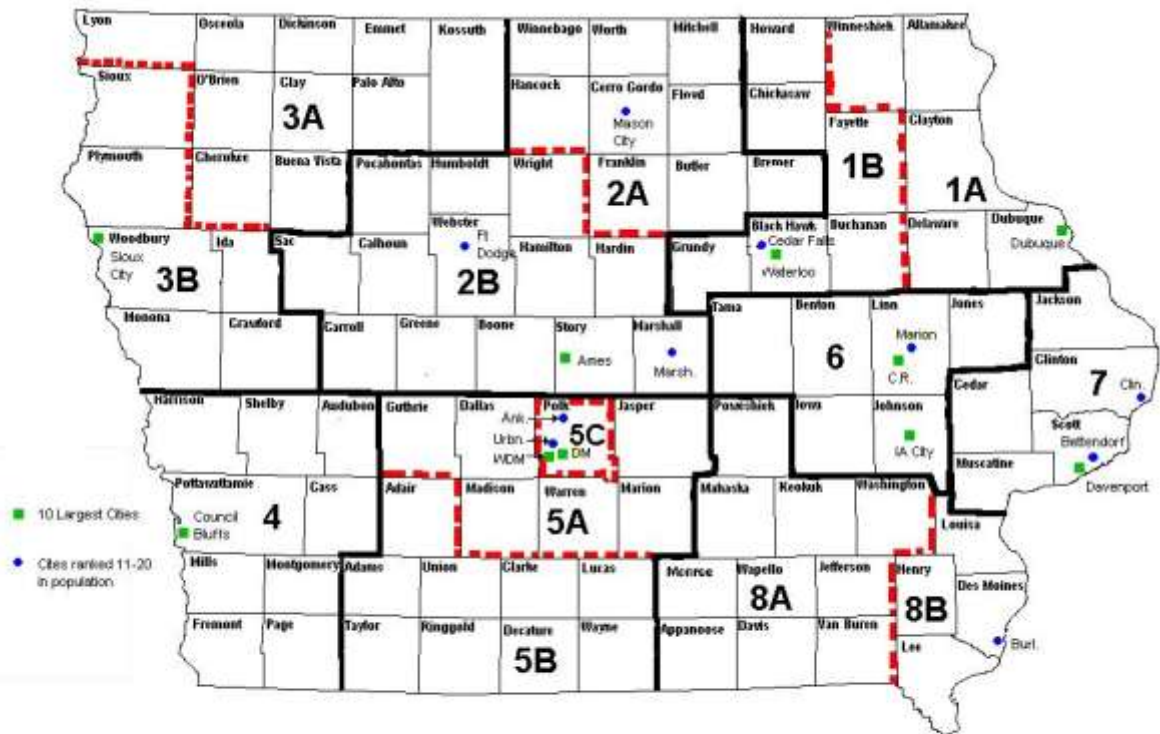 Lyon
Osceola
Dickinson
Emmet
Kossuth
Winnebago
Worth
Mitchell
Howard
Winneshiek
Allamakee
Sioux
O'Brien
Clay
Palo Alto
Hancock
Cerro Gordo
Floyd
Chickasaw
3A
Mason
City
Fayette
Clayton
Plymouth
Cherokee
Buena Vista
Pocahontas
Humboldt
Wright
Franklin
Butler
Bremer
1B
1A
2A
Woodbury
Sioux
City
Ida
Sac
Calhoun
Webster
Ft
Dodge
Hamilton
Hardin
Grundy
Black Hawk
Cedar Falls
Waterloo
Buchanan
Delaware
Dubuque
Dubuque
3B
2B
Monona
Crawford
Carroll
Greene
Boone
Story
Ames
Marshall
Marsh.
Tama
Benton
Linn
Marion
C.R.
Jones
Jackson
6
Clinton
Clin.
7
Harrison
Shelby
Audubon
Guthrie
Dallas
Polk
Ank.
Urbn.
WDM
DM
5C
Jasper
Poweshiek
Iowa
Johnson
IA City
Cedar
Scott
Bettendorf
Davenport
Muscatine
Pottawattamie
Cass
Adair
Madison
Warren
Marion
Mahaska
Keokuk
Washington
Louisa
4
5A
10 Largest Cities
Council
Bluffs
Cites ranked 11-20
in population
Mills
Montgomery
Adams
Union
Clarke
Lucas
Monroe
Wapello
Jefferson
Henry
Des Moines
8A
8B
Fremont
Page
Taylor
Ringgold
Decature
Wayne
Appanoose
Davis
Van Buren
Lee
Burl.
5B